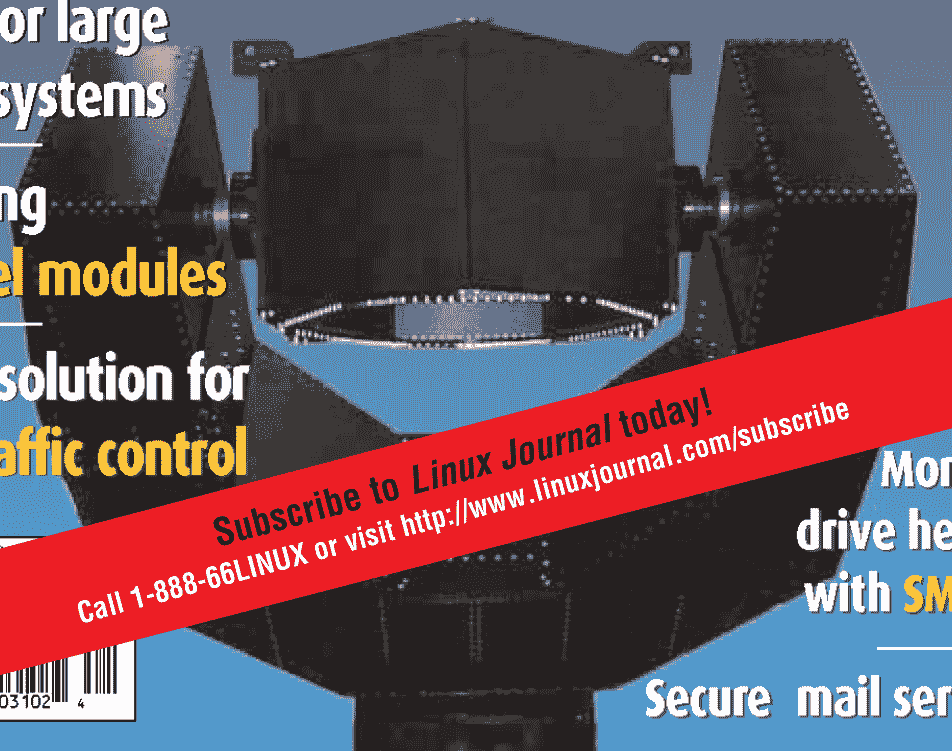 or large
systems
ng
el modules
solution for
affic control
Subscribe to Linux Journal today!
Call 1-888-66LINUX or visit http://www.linuxjournal.com/subscribe
Mon
drive he
with SM
Secure mail ser
03102 4